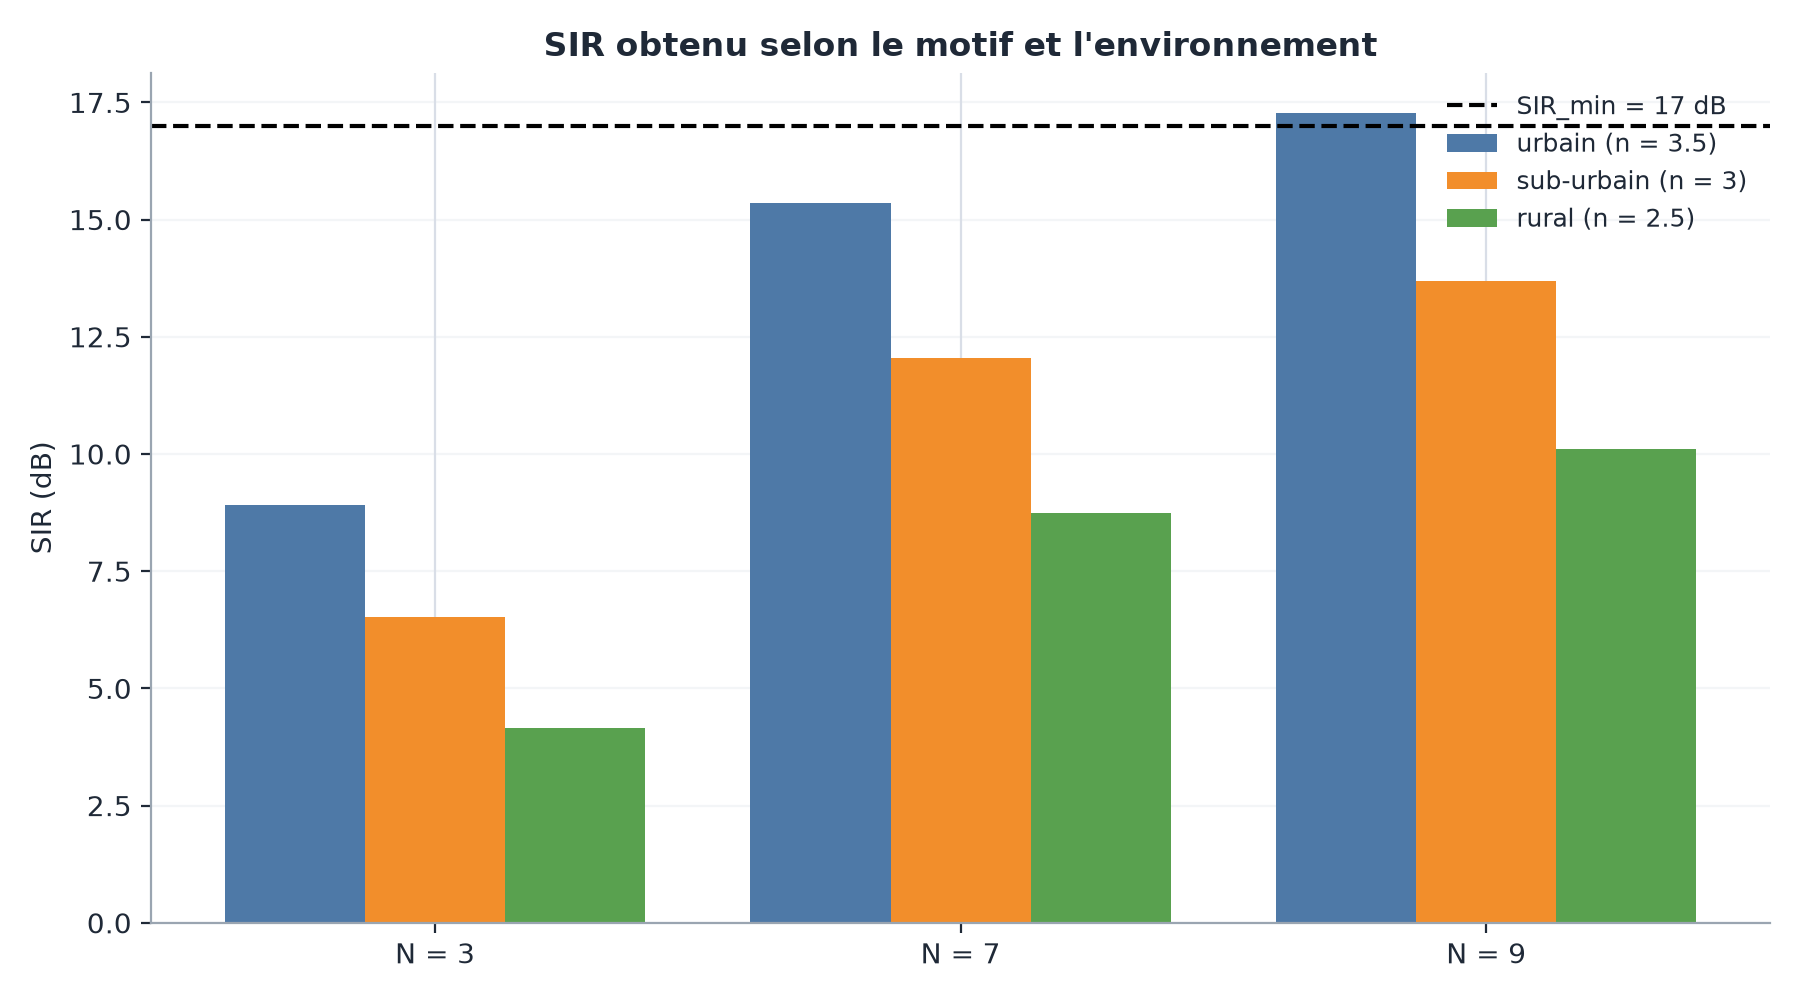 SIR obtenu selon le motif et l'environnement
SIR (dB)
17.5
15.0
12.5
10.0
7.5
5.0
2.5
0.0
SIR_min = 17 dB
urbain (n = 3.5)
sub-urbain (n = 3)
rural (n = 2.5)
N = 3
N = 7
N = 9